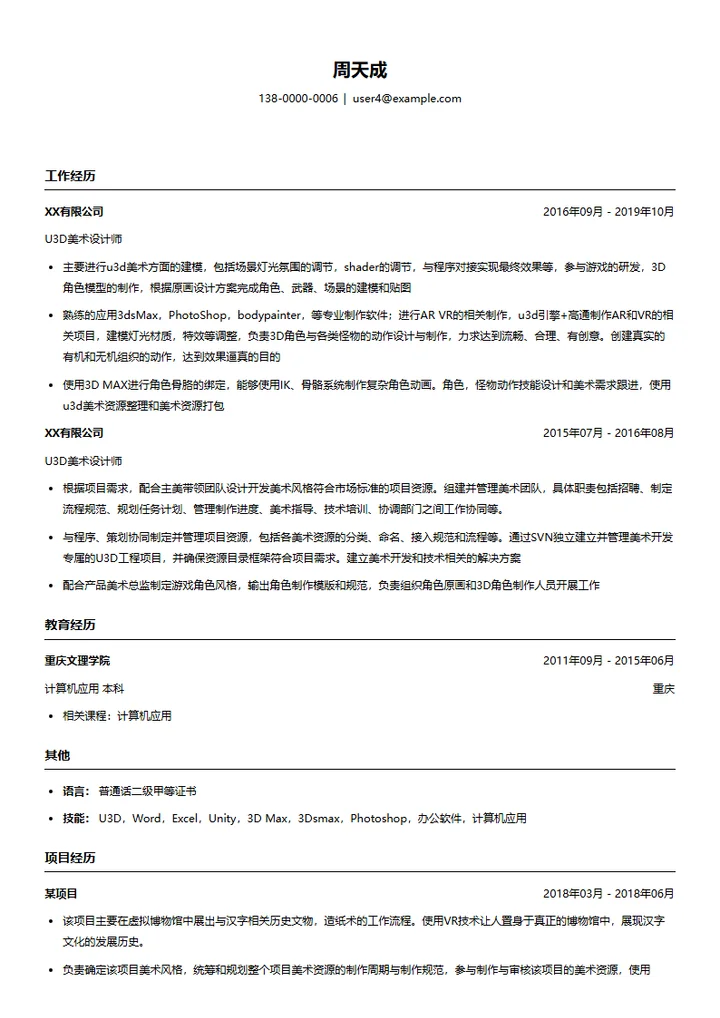 周天成
138-0000-0006 | user4@example.com
工作经历
XX有限公司 2016年09月 - 2019年10月
U3D美术设计师
• 主要进行u3d美术方面的建模，包括场景灯光氛围的调节，shader的调节，与程序对接实现最终效果等，参与游戏的研发，3D
角色模型的制作，根据原画设计方案完成角色、武器、场景的建模和贴图
• 熟练的应用3dsMax，PhotoShop，bodypainter，等专业制作软件；进行AR VR的相关制作，u3d引擎+高通制作AR和VR的相
关项目，建模灯光材质，特效等调整，负责3D角色与各类怪物的动作设计与制作，力求达到流畅、合理、有创意。创建真实的
有机和无机组织的动作，达到效果逼真的目的
• 使用3D MAX进行角色骨胳的绑定，能够使用IK、骨骼系统制作复杂角色动画。角色，怪物动作技能设计和美术需求跟进，使用
u3d美术资源整理和美术资源打包
XX有限公司 2015年07月 - 2016年08月
U3D美术设计师
• 根据项目需求，配合主美带领团队设计开发美术风格符合市场标准的项目资源。组建并管理美术团队，具体职责包括招聘、制定
流程规范、规划任务计划、管理制作进度、美术指导、技术培训、协调部门之间工作协同等。
• 与程序、策划协同制定并管理项目资源，包括各美术资源的分类、命名、接入规范和流程等。通过SVN独立建立并管理美术开发
专属的U3D工程项目，并确保资源目录框架符合项目需求。建立美术开发和技术相关的解决方案
• 配合产品美术总监制定游戏角色风格，输出角色制作模版和规范，负责组织角色原画和3D角色制作人员开展工作
教育经历
重庆文理学院 2011年09月 - 2015年06月
计算机应用 本科 重庆
• 相关课程：计算机应用
其他
• 语言： 普通话二级甲等证书
• 技能： U3D，Word，Excel，Unity，3D Max，3Dsmax，Photoshop，办公软件，计算机应用
项目经历
某项目 2018年03月 - 2018年06月
• 该项目主要在虚拟博物馆中展出与汉字相关历史文物，造纸术的工作流程。使用VR技术让人置身于真正的博物馆中，展现汉字
文化的发展历史。
• 负责确定该项目美术风格，统筹和规划整个项目美术资源的制作周期与制作规范，参与制作与审核该项目的美术资源，使用